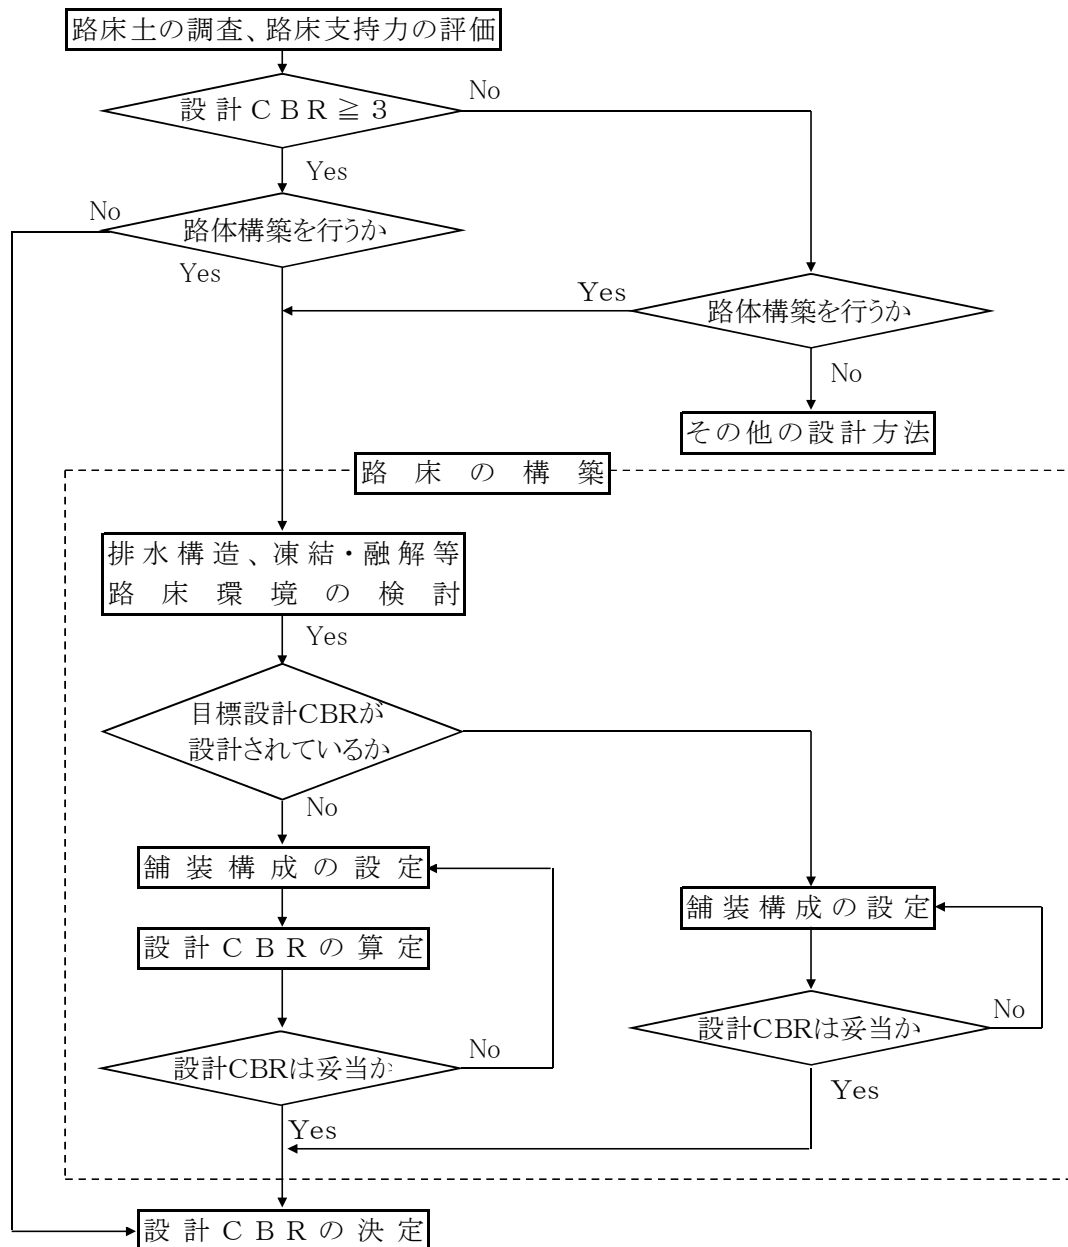 路床土の調査、路床支持力の評価
設計CBR≧3
No
Yes
No
路体構築を行うか
Yes
Yes
路体構築を行うか
No
その他の設計方法
路床の構築
排水構造、凍結・融解等
路床環境の検討
Yes
目標設計CBRが
設計されているか
No
舗装構成の設定
舗装構成の設定
設計CBRの算定
設計CBRは妥当か
No
設計CBRは妥当か
No
Yes
Yes
設計CBRの決定